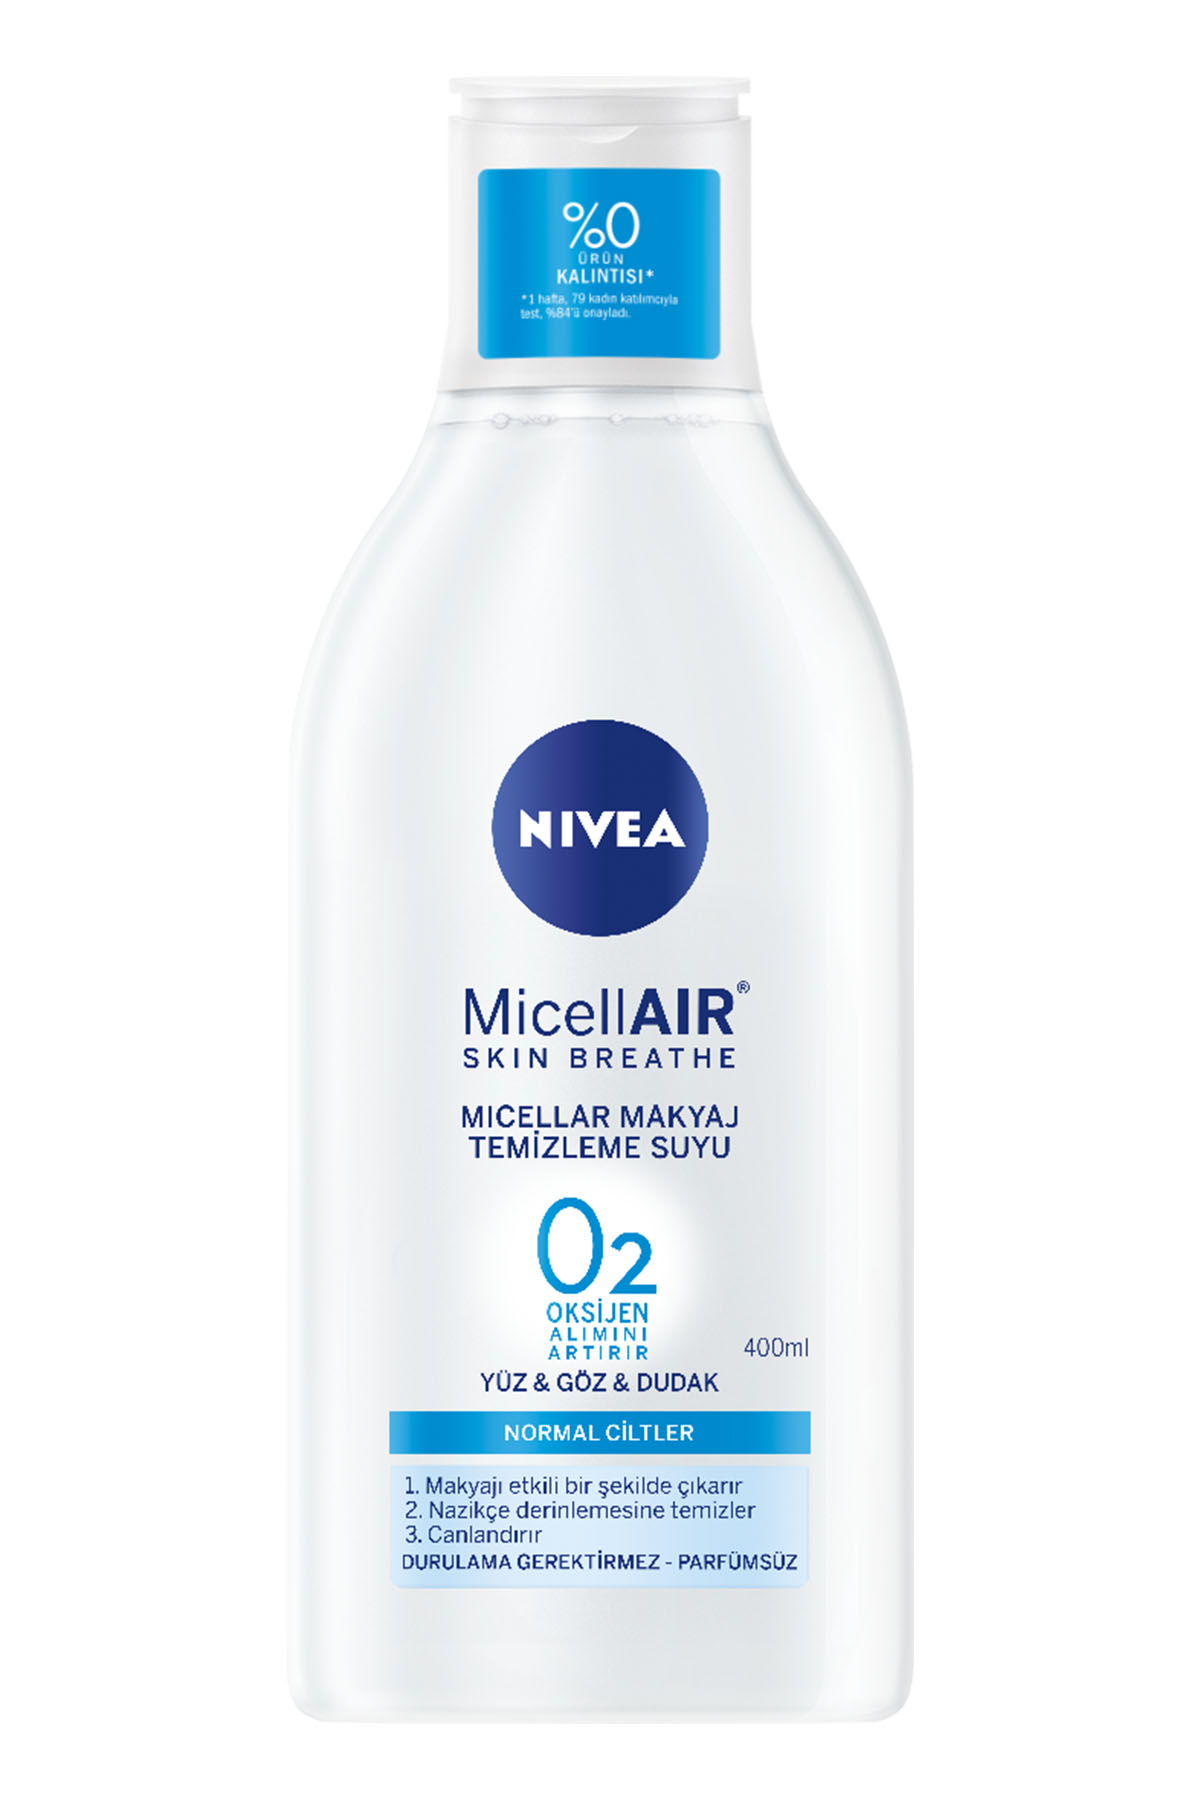 %0
ÜRÜN
KALINTISI*
*1 hafta, 79 kadın katılımcıyla
test, %84'ü onayladı.
NIVEA
MicellAIR®
SKIN BREATHE
MICELLAR MAKYAJ
TEMİZLEME SUYU
O2
OKSİJEN
ALIMINI
ARTIRIR
400ml
YÜZ & GÖZ & DUDAK
NORMAL CİLTLER
1. Makyajı etkili bir şekilde çıkarır
2. Nazikçe derinlemesine temizler
3. Canlandırır
DURULAMA GEREKTİRMEZ - PARFÜMSÜZ